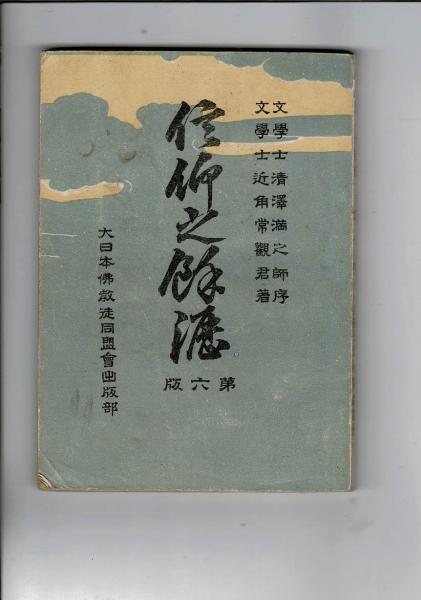 文學士清澤滿之師序
文學士近角常觀君著
信仰之餘瀝
第六版
大日本佛教徒同盟會出版部